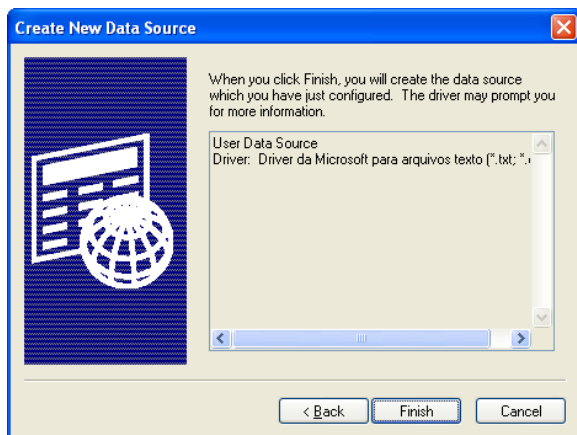 Create New Data Source
When you click Finish, you will create the data source
which you have just configured. The driver may prompt you
for more information.
User Data Source
Driver: Driver da Microsoft para arquivos texto (*.txt; *.
< Back
Finish
Cancel